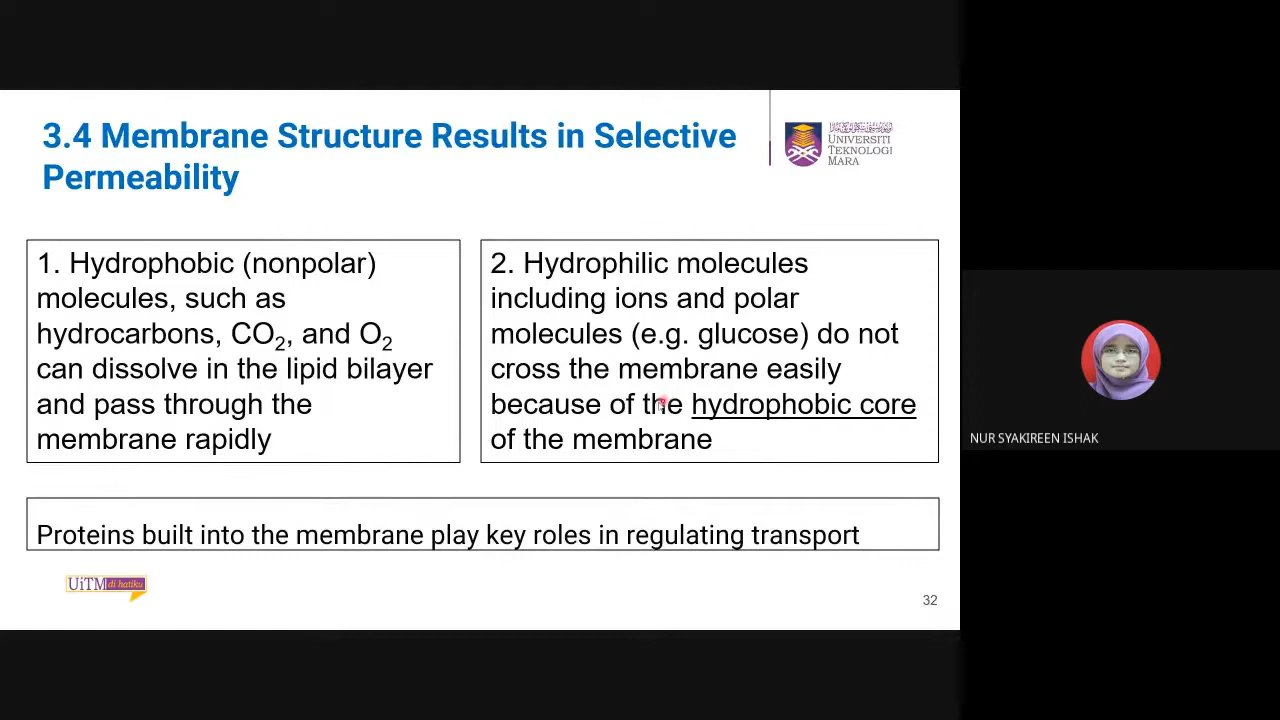 3.4 Membrane Structure Results in Selective
Permeability
UNIVERSITI
TEKNOLOGI
MARA
1. Hydrophobic (nonpolar)
molecules, such as
hydrocarbons, CO2, and O2
can dissolve in the lipid bilayer
and pass through the
membrane rapidly
2. Hydrophilic molecules
including ions and polar
molecules (e.g. glucose) do not
cross the membrane easily
because of the hydrophobic core
of the membrane
Proteins built into the membrane play key roles in regulating transport
UiTM di hatiku
32
NUR SYAKIREEN ISHAK